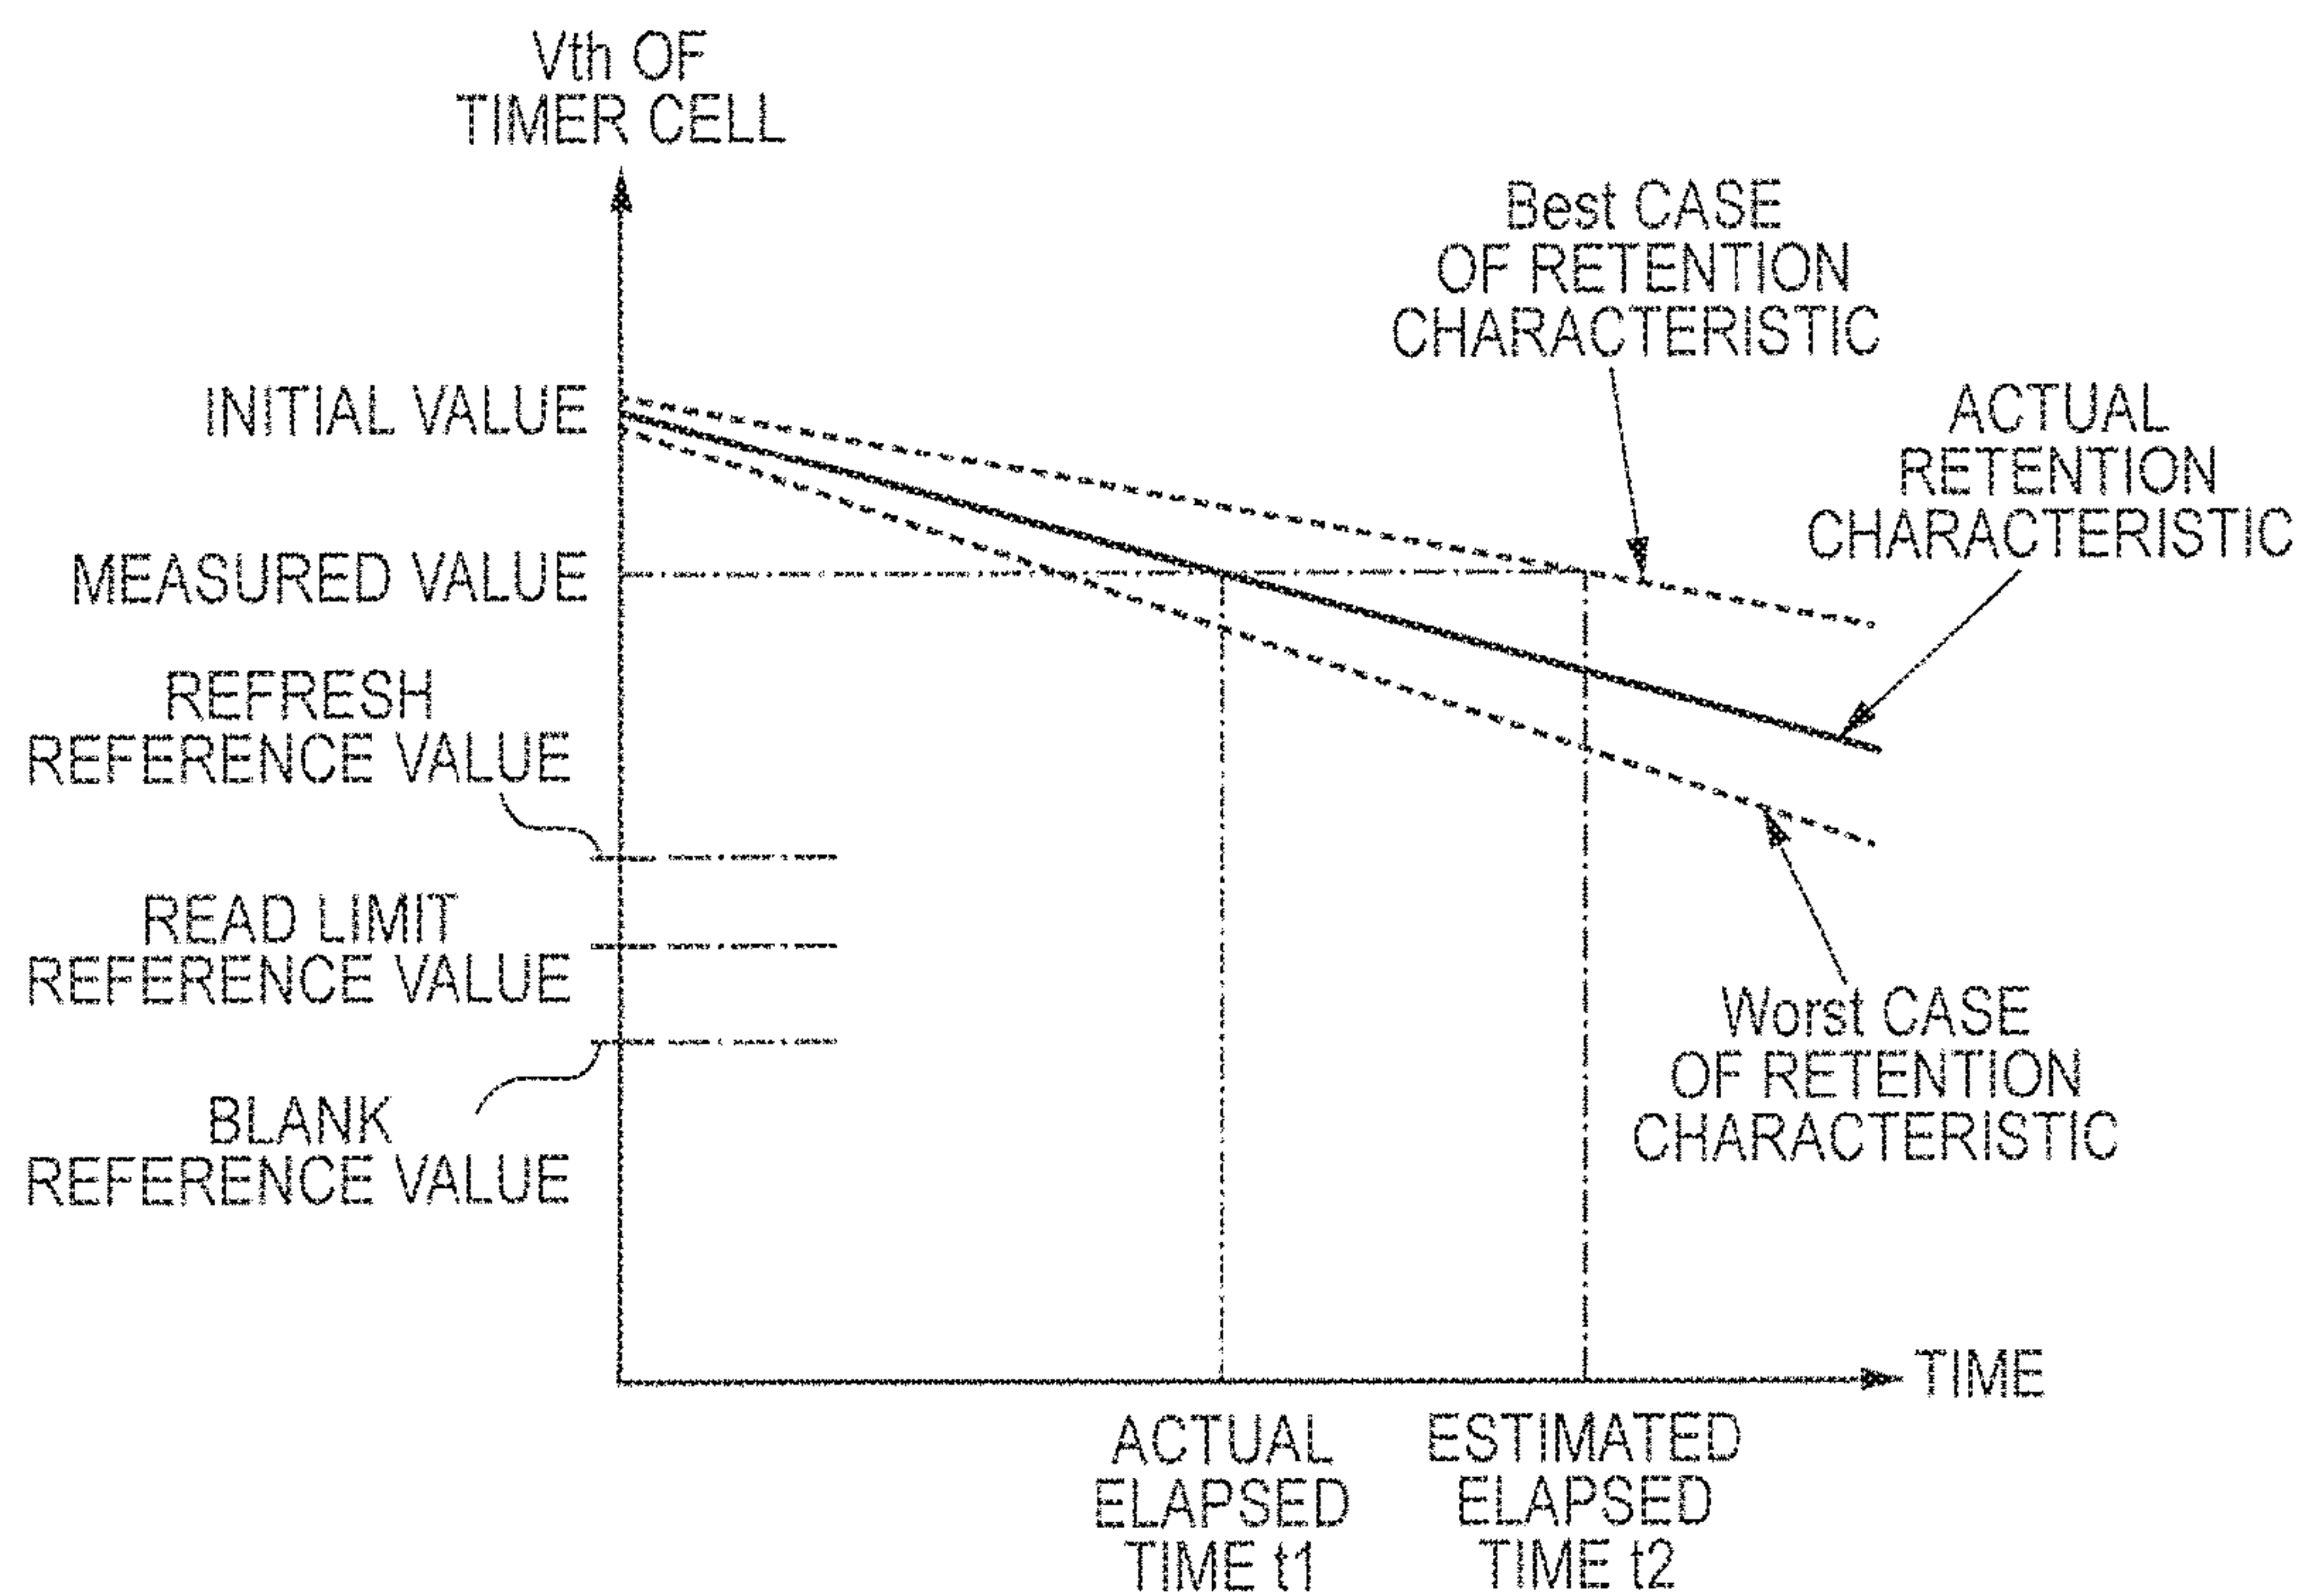 Vth OF
TIMER CELL
Best CASE
OF RETENTION
CHARACTERISTIC
ACTUAL
RETENTION
CHARACTERISTIC
INITIAL VALUE
MEASURED VALUE
REFRESH
REFERENCE VALUE
READ LIMIT
REFERENCE VALUE
BLANK
REFERENCE VALUE
Worst CASE
OF RETENTION
CHARACTERISTIC
TIME
ACTUAL
ELAPSED
TIME t1
ESTIMATED
ELAPSED
TIME t2